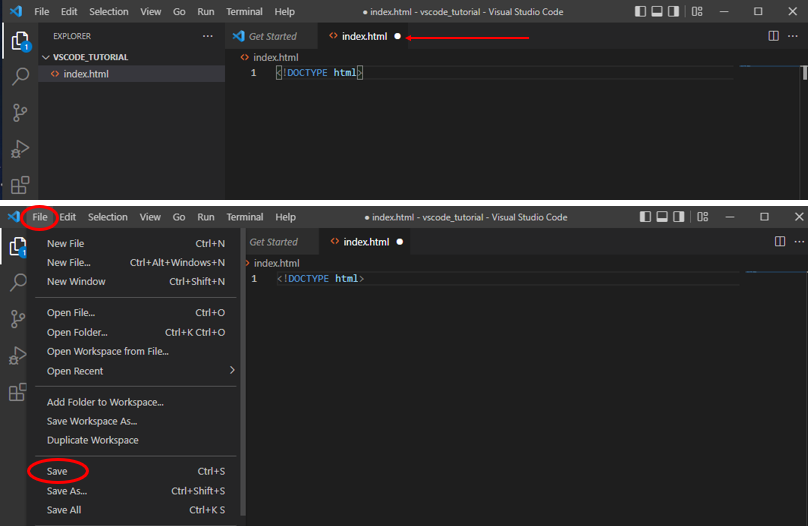 File Edit Selection View Go Run Terminal Help ● index.html - vscode_tutorial - Visual Studio Code
EXPLORER ··· Get Started <> index.html ●
VSCODE_TUTORIAL <> index.html
<> index.html 1 <!DOCTYPE html>
1
File Edit Selection View Go Run Terminal Help ● index.html - vscode_tutorial - Visual Studio Code
New File Ctrl+N Get Started <> index.html ●
New File... Ctrl+Alt+Windows+N index.html
New Window Ctrl+Shift+N 1 <!DOCTYPE html>
1
Open File... Ctrl+O
Open Folder... Ctrl+K Ctrl+O
Open Workspace from File...
Open Recent >
Add Folder to Workspace...
Save Workspace As...
Duplicate Workspace
Save Ctrl+S
Save As... Ctrl+Shift+S
Save All Ctrl+K S